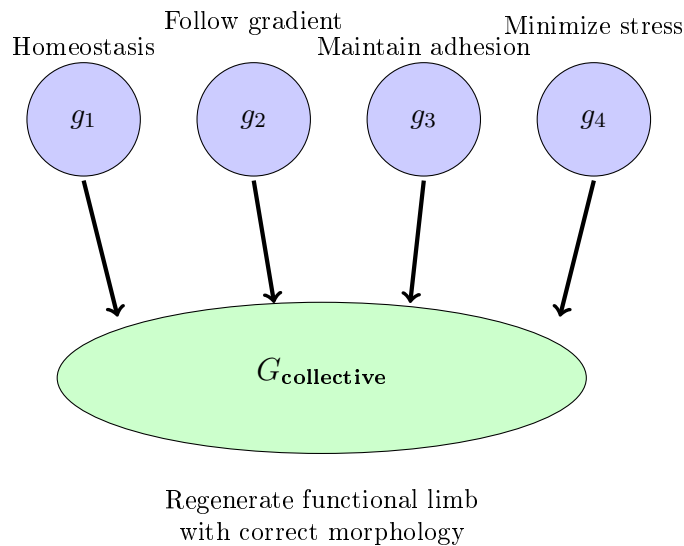 Follow gradient
Minimize stress
Homeostasis
Maintain adhesion
g1
g2
g3
g4
Gcollective
Regenerate functional limb
with correct morphology